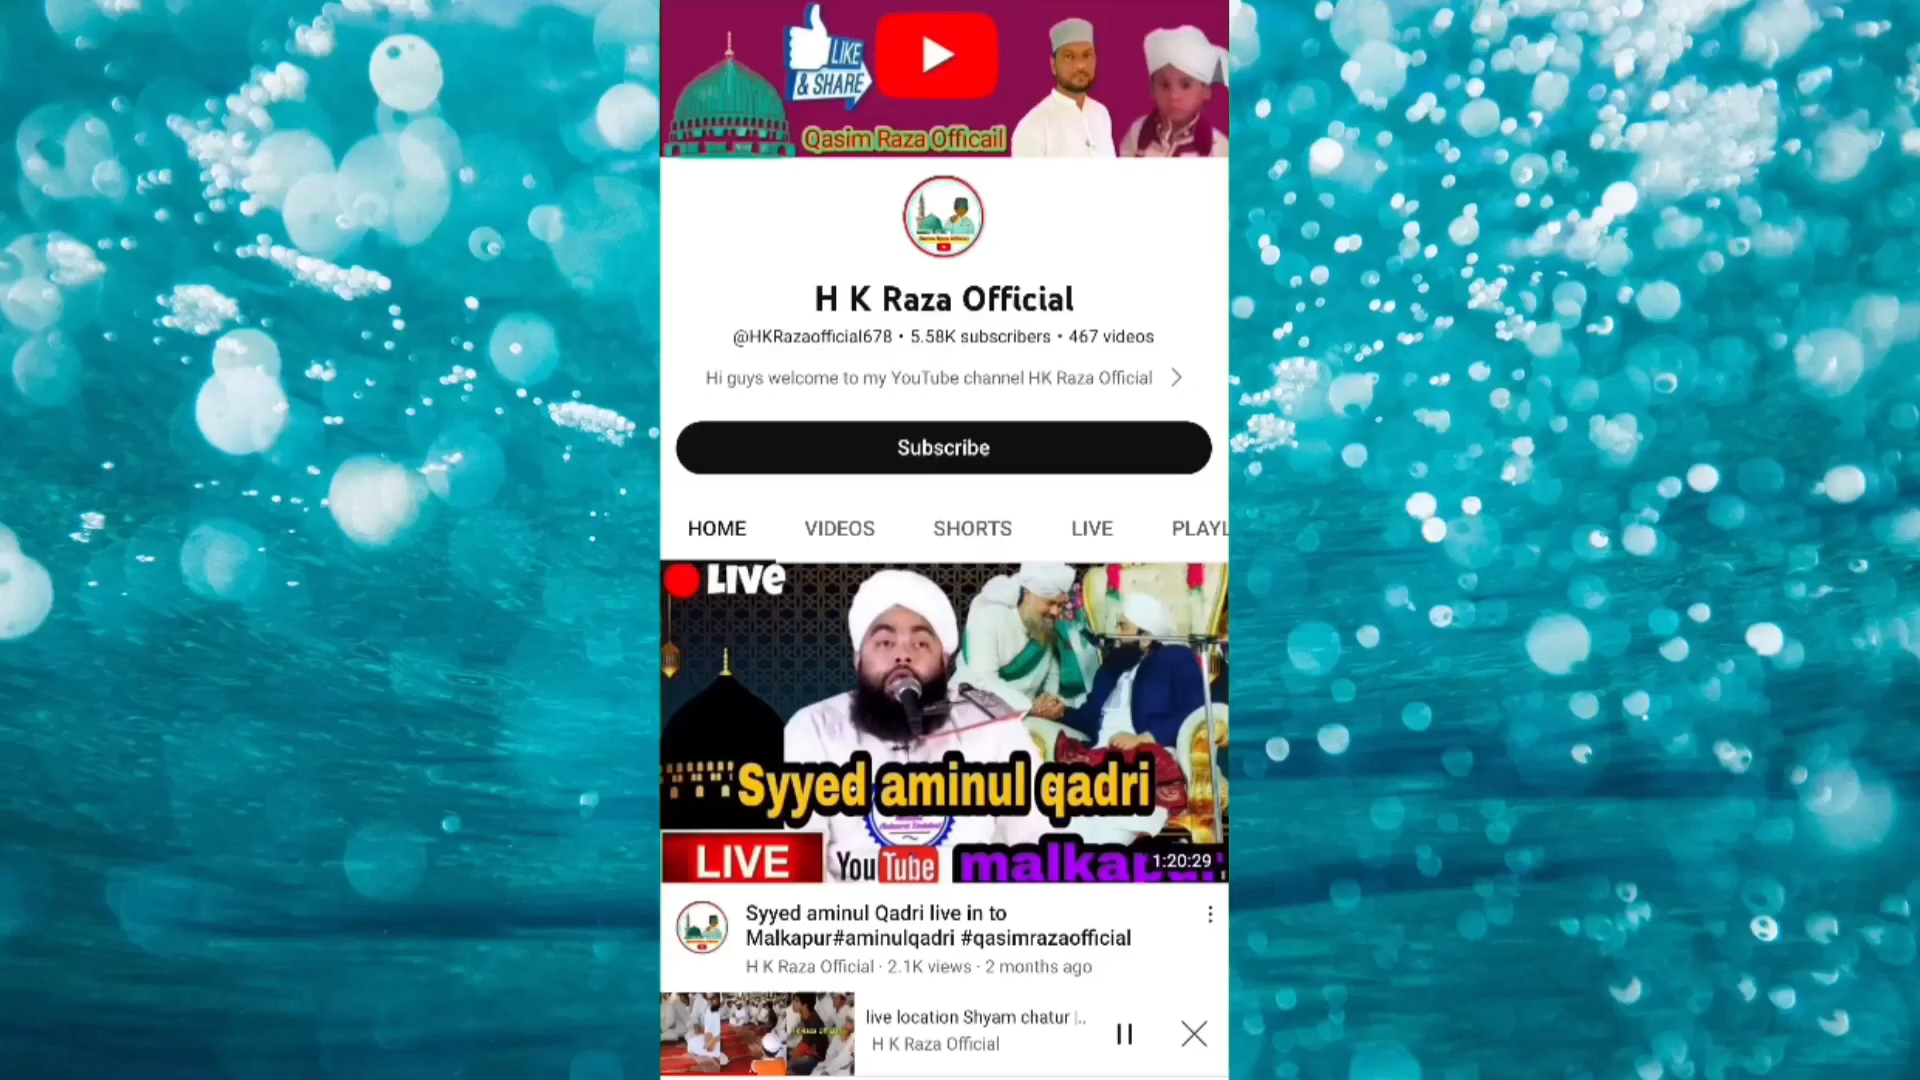 LIKE
& SHARE
Qasim Raza Officail
H K Raza Official
@HKRazaofficial678 • 5.58K subscribers • 467 videos
Hi guys welcome to my YouTube channel HK Raza Official
Subscribe
HOME VIDEOS SHORTS LIVE PLAYL
LIVE
Syyed aminul qadri
LIVE YouTube malkapur
1:20:29
Syyed aminul Qadri live in to
Malkapur#aminulqadri #qasimrazaofficial
H K Raza Official · 2.1K views · 2 months ago
live location Shyam chatur |..
H K Raza Official